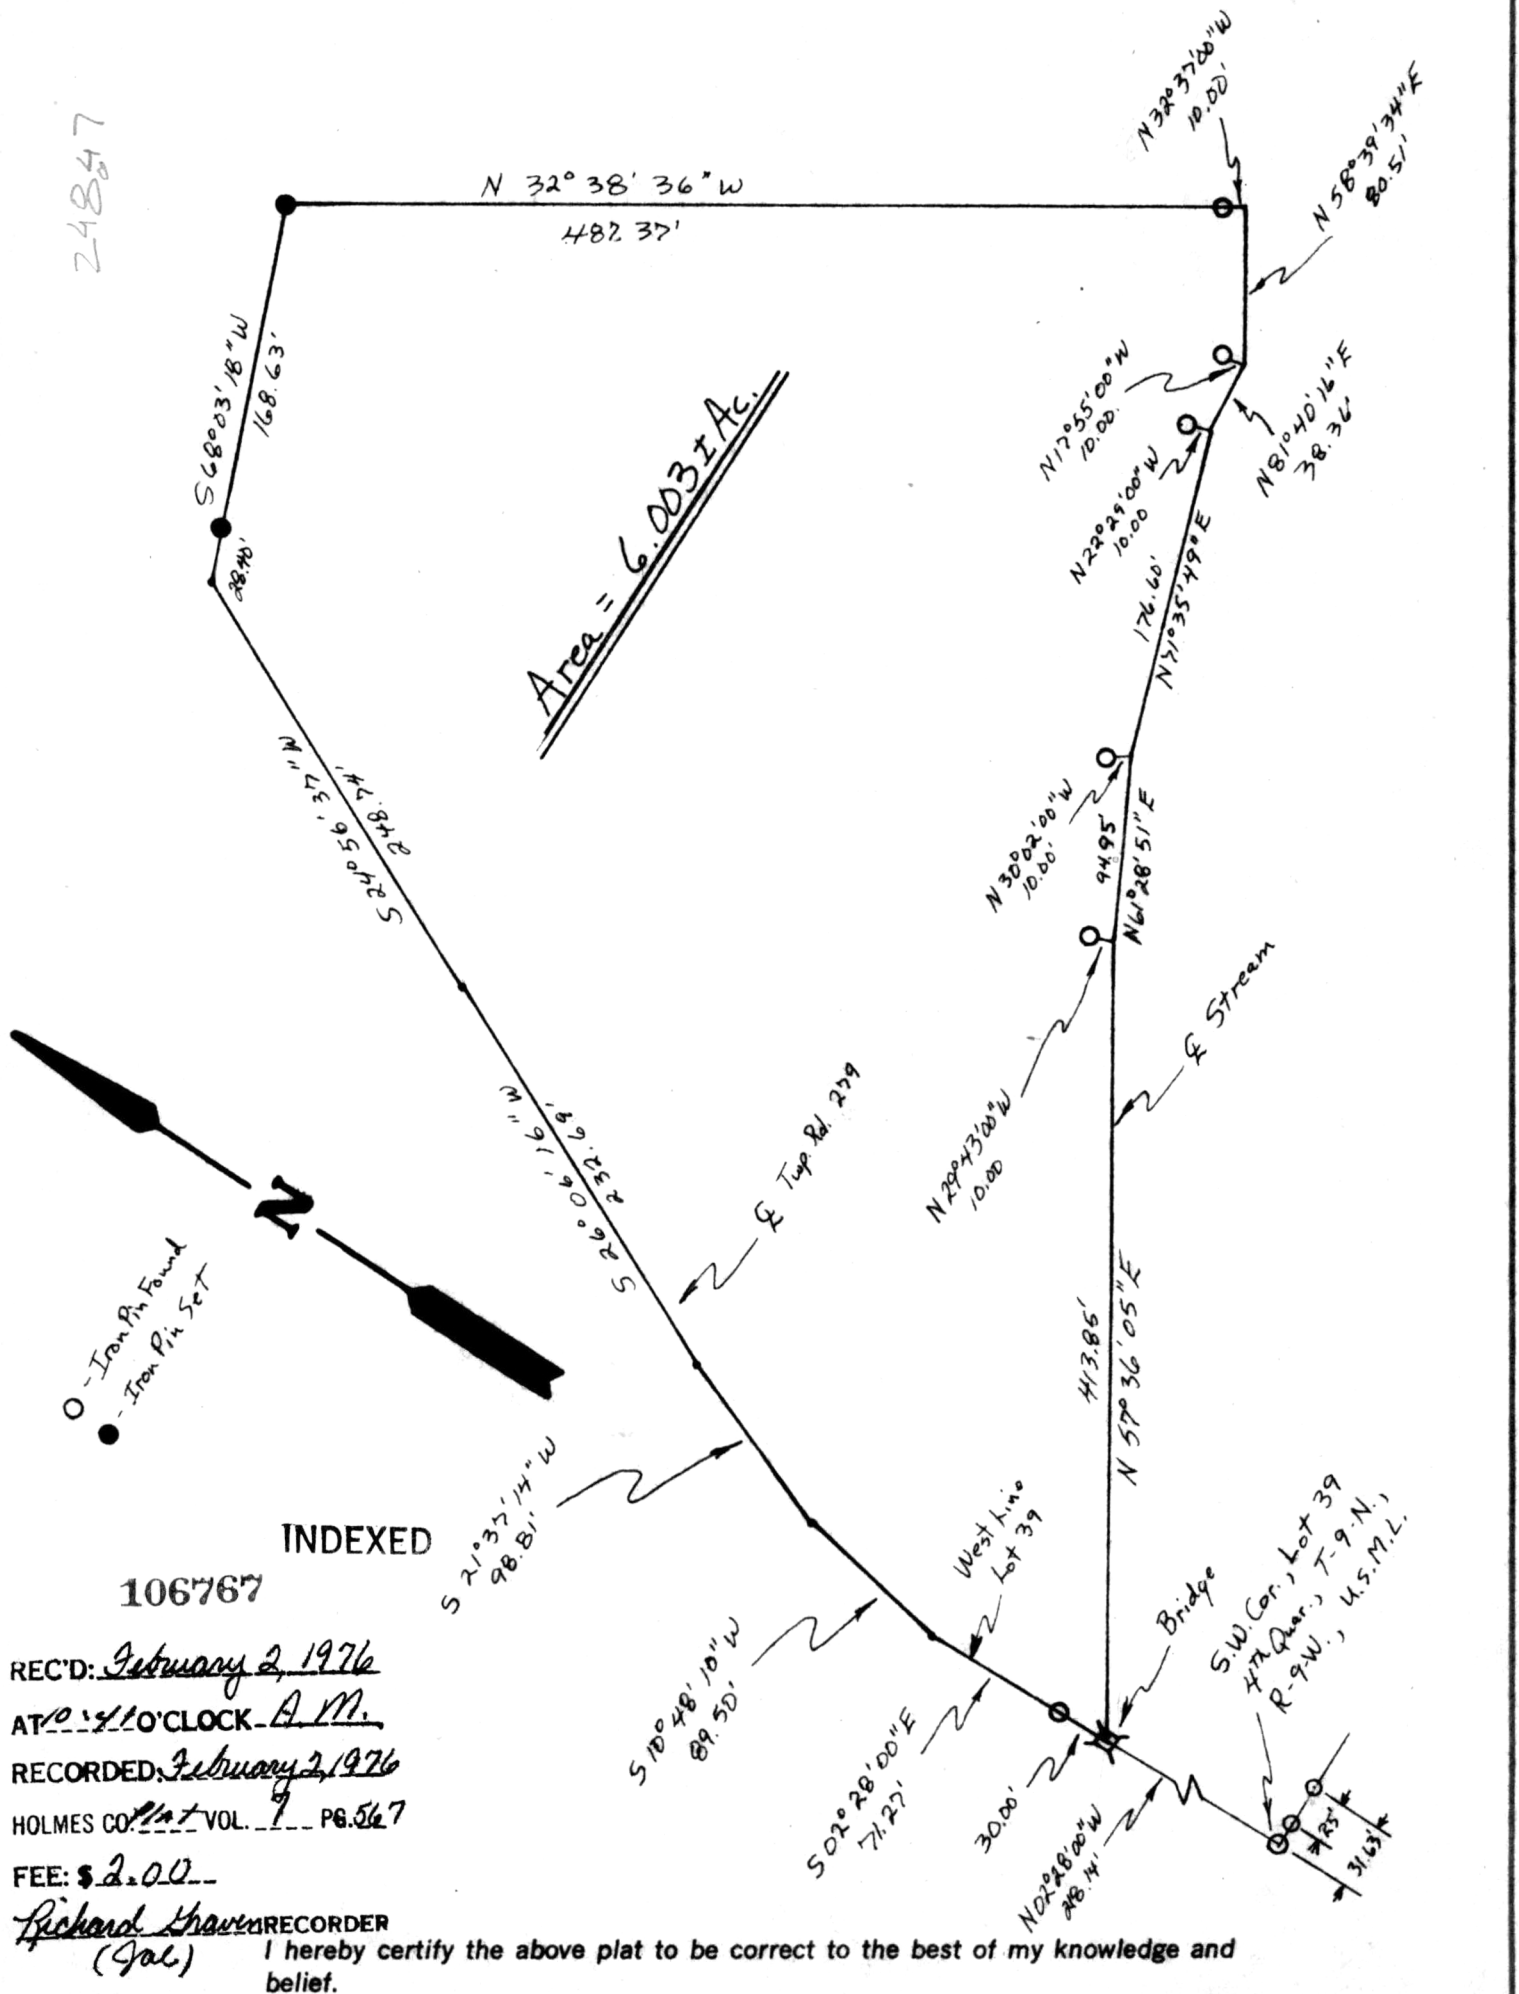 24847
N 32° 37' 00" W
10.00'
N 58° 39' 34" E
80.51'
N 32° 38' 36" W
487.37'
S 68° 03' 18" W
168.63'
28.40'
Area = 6.003 ± Ac.
N 17° 55' 00" W
10.00.
N 81° 40' 16" E
38.36'
N 22° 29' 00" W
10.00
176.60'
N 71° 35' 49" E
S 24° 56' 37" W
248.74'
N 30° 02' 00" W
10.00'
94.95'
N 61° 28' 51" E
℄ Stream
N 29° 43' 00" W
10.00
S 26° 06' 16" W
232.69'
℄ Twp. Rd. 279
N
O - Iron Pin Found
● - Iron Pin Set
413.85'
N 57° 36' 05" E
S 21° 37' 14" W
98.81'
West Line
Lot 39
Bridge
S.W. Cor., Lot 39
4th Quar., T-9-N.,
R-9-W., U.S.M.L.
S 10° 48' 10" W
89.50'
S 02° 28' 00" E
71.27'
30.00'
N 02° 28' 00" W
218.14'
25'
31.63'
INDEXED
106767
REC'D: February 2, 1976
AT 10:41 O'CLOCK A.M.
RECORDED: February 2, 1976
HOLMES CO. Plat VOL. 7 PG. 567
FEE: $ 2.00
Richard Graven RECORDER
I hereby certify the above plat to be correct to the best of my knowledge and
belief.